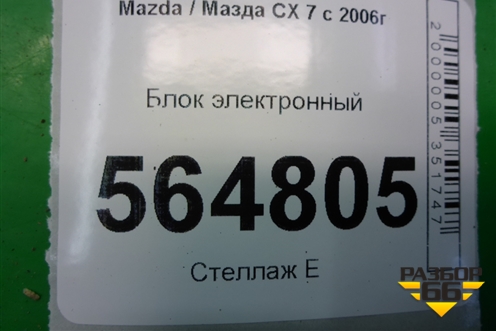 Mazda / Мазда CX 7 с 2006г
Блок электронный
564805
Стеллаж Е
2000005351747
РАЗБОР
66